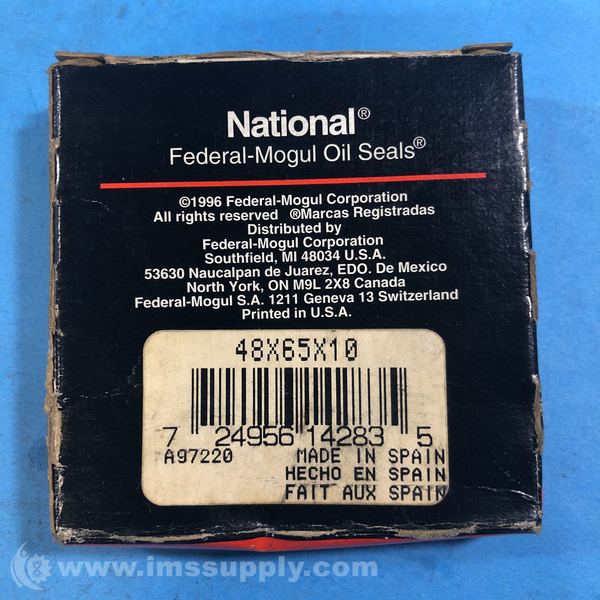 National®
Federal-Mogul Oil Seals®
©1996 Federal-Mogul Corporation
All rights reserved ®Marcas Registradas
Distributed by
Federal-Mogul Corporation
Southfield, MI 48034 U.S.A.
53630 Naucalpan de Juarez, EDO. De Mexico
North York, ON M9L 2X8 Canada
Federal-Mogul S.A. 1211 Geneva 13 Switzerland
Printed in U.S.A.
48X65X10
7 24956 14283 5
A97220 MADE IN SPAIN
HECHO EN SPAIN
FAIT AUX SPAIN
© www.imssupply.com/